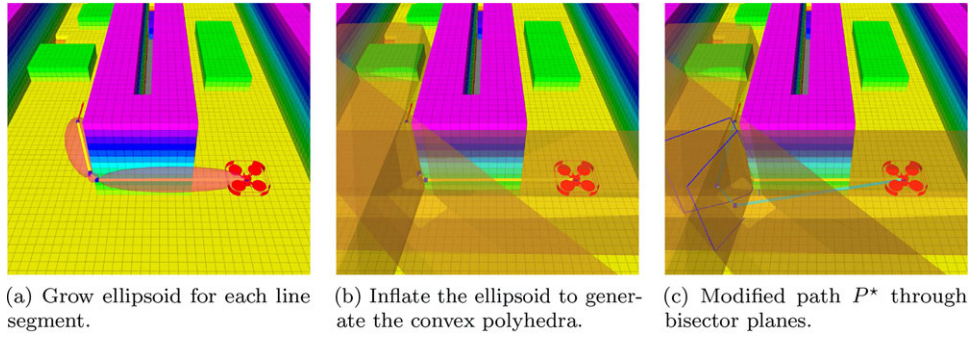 (a) Grow ellipsoid for each line
segment.
(b) Inflate the ellipsoid to gener-
ate the convex polyhedra.
(c) Modified path P⋆ through
bisector planes.